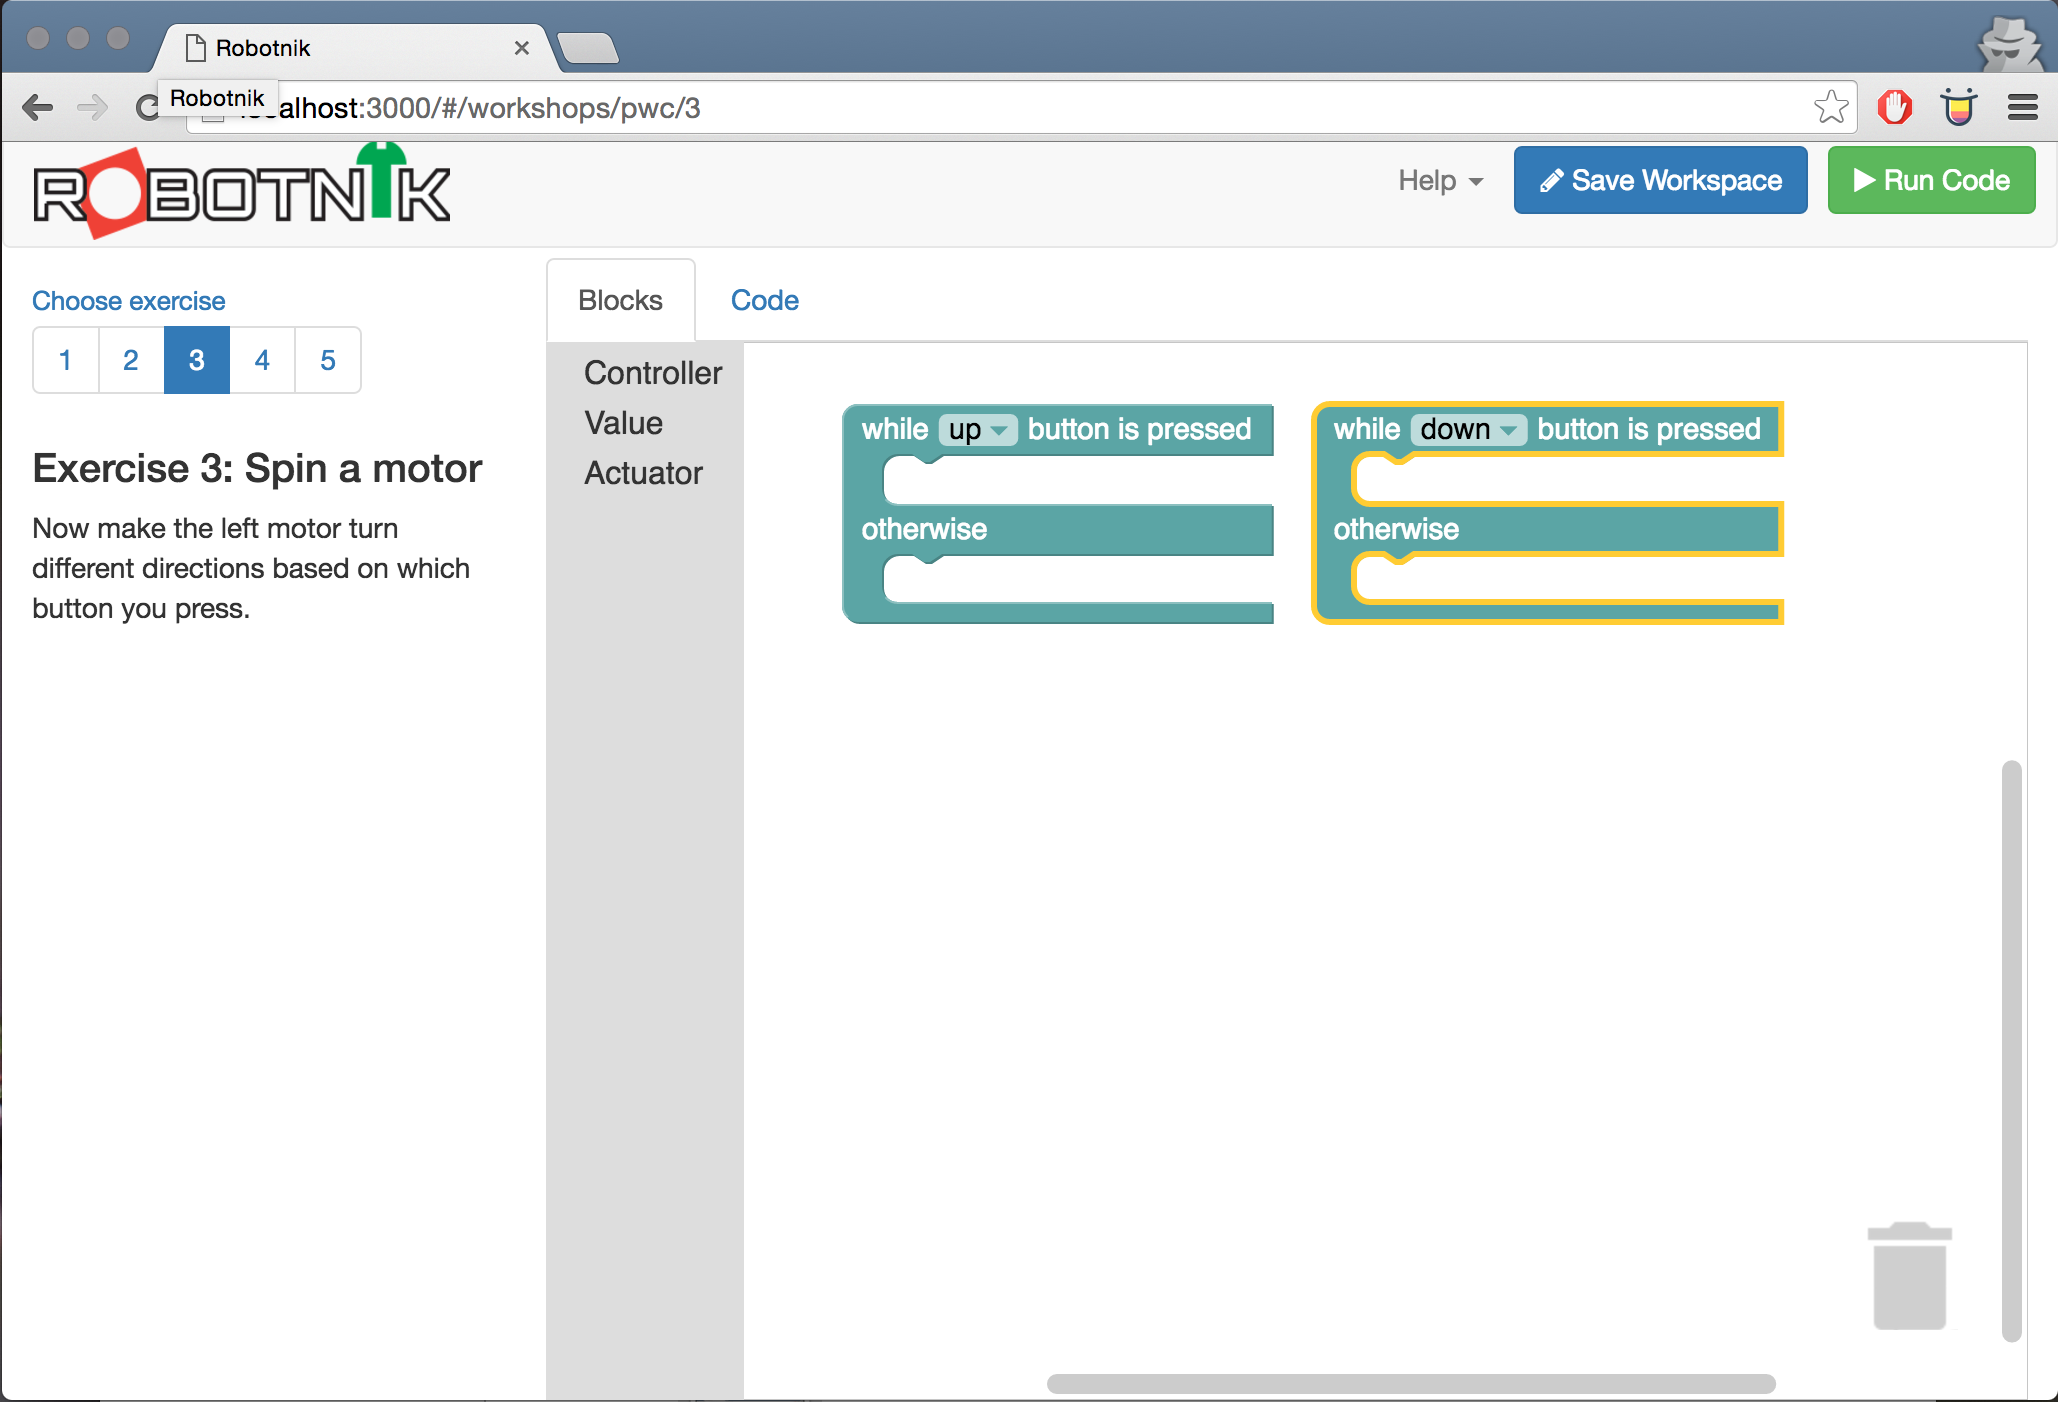 Robotnik
Robotnik
alhost:3000/#/workshops/pwc/3
ROBOTNIK
Help
Save Workspace
Run Code
Choose exercise
1 2 3 4 5
Exercise 3: Spin a motor
Now make the left motor turn
different directions based on which
button you press.
Blocks
Code
Controller
Value
Actuator
while up button is pressed
otherwise
while down button is pressed
otherwise